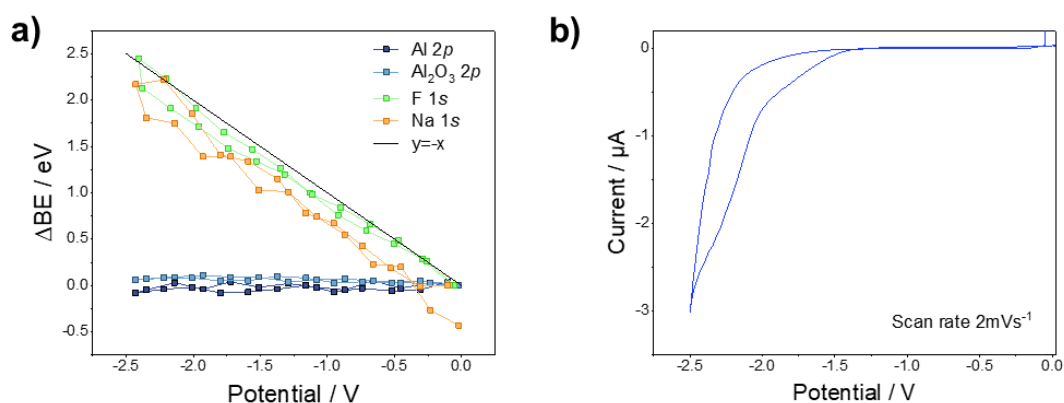 a)
Al 2p
Al₂O₃ 2p
F 1s
Na 1s
y=-x
ΔBE / eV
2.5
2.0
1.5
1.0
0.5
0.0
-0.5
-2.5 -2.0 -1.5 -1.0 -0.5 0.0
Potential / V
b)
Current / µA
0
-1
-2
-3
Scan rate 2mVs⁻¹
-2.5 -2.0 -1.5 -1.0 -0.5 0.0
Potential / V